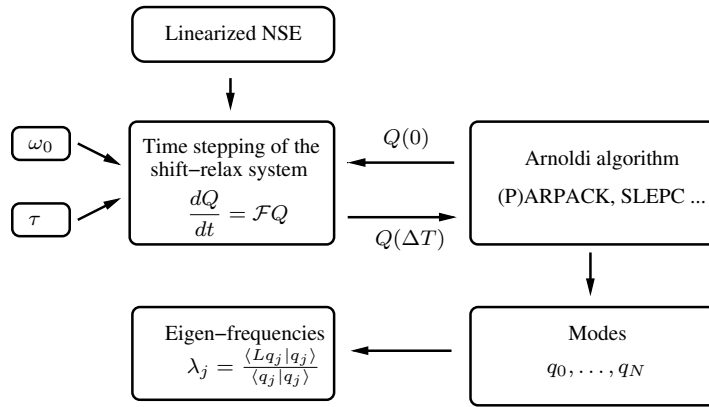 Linearized NSE
ω₀
τ
Time stepping of the
shift−relax system
dQ/dt = ℱQ
Q(0)
Q(ΔT)
Arnoldi algorithm
(P)ARPACK, SLEPC ...
Eigen−frequencies
λⱼ = ⟨Lqⱼ|qⱼ⟩/⟨qⱼ|qⱼ⟩
Modes
q₀, . . . , q_N